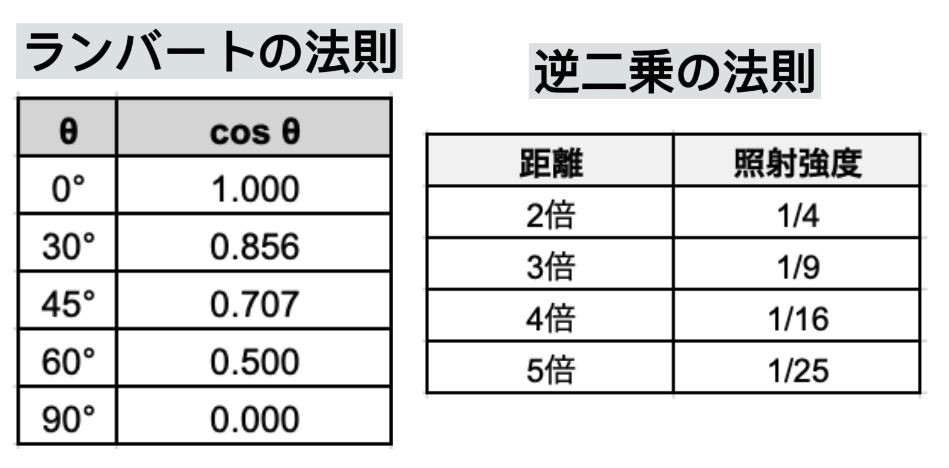 ランバートの法則
θ cos θ
0° 1.000
30° 0.856
45° 0.707
60° 0.500
90° 0.000
逆二乗の法則
距離 照射強度
2倍 1/4
3倍 1/9
4倍 1/16
5倍 1/25